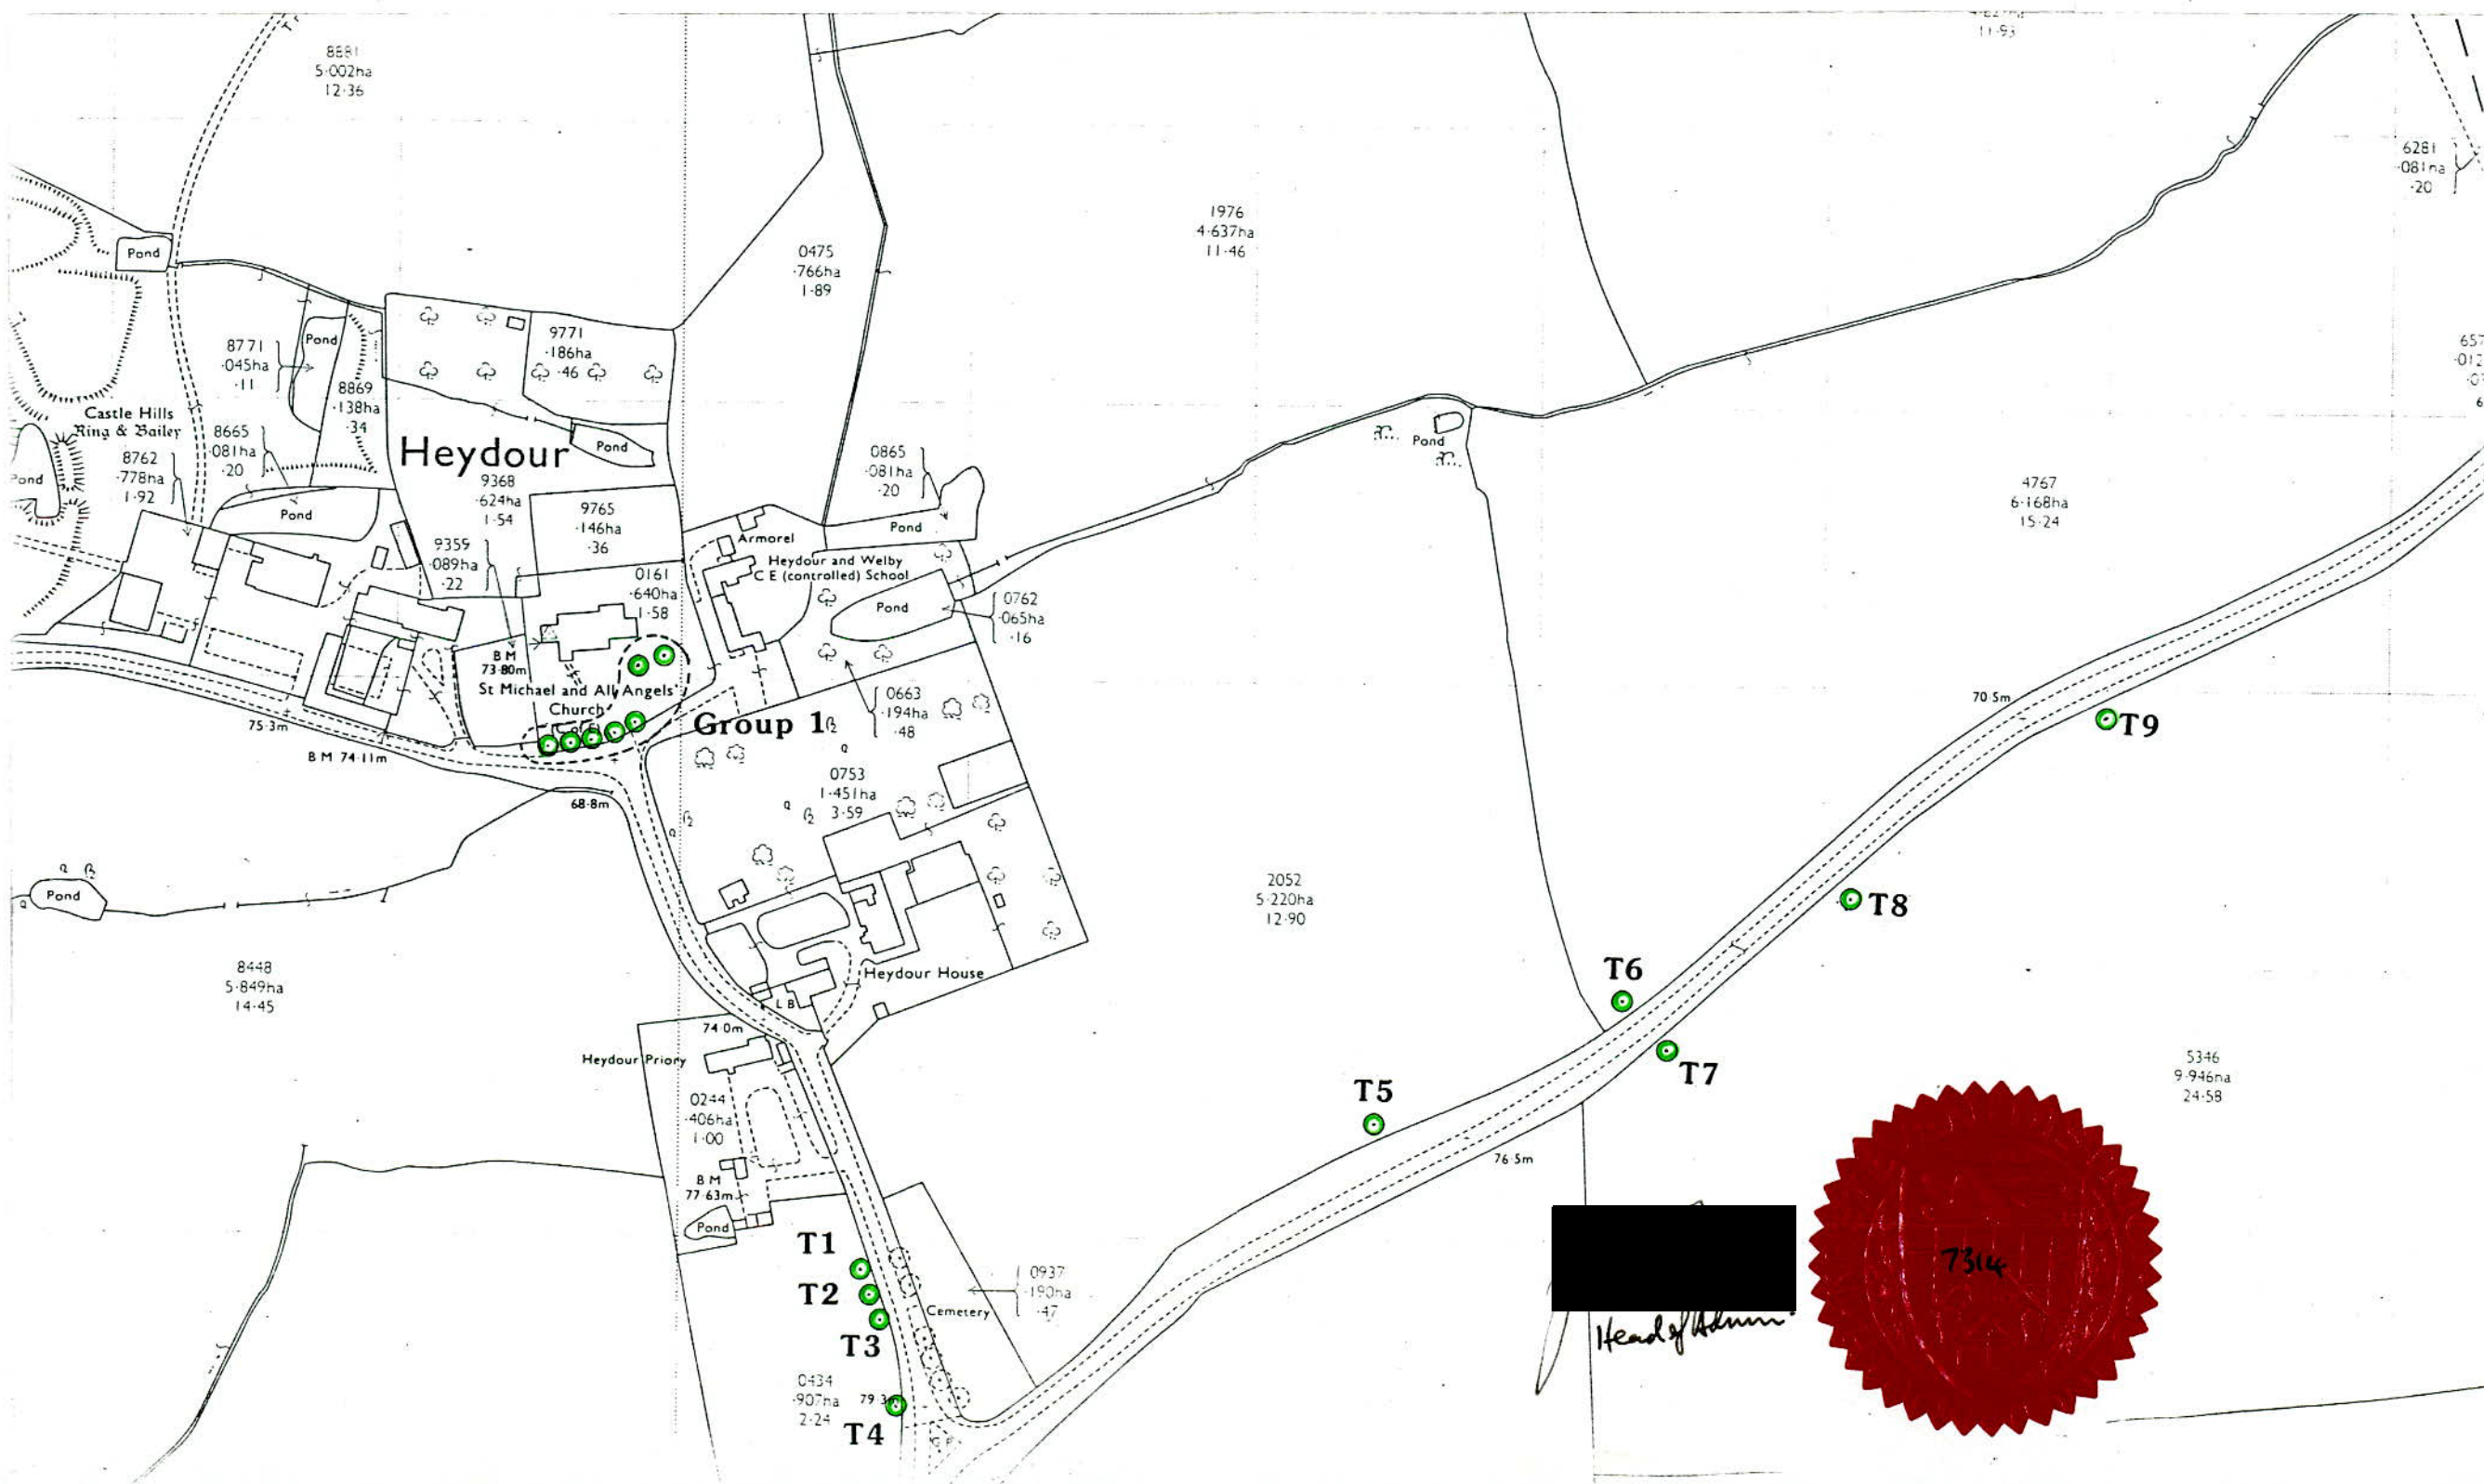 8881
5·002ha
12·36
11·93
6281
·081ha
·20
1976
4·637ha
11·46
0475
·766ha
1·89
Pond
9771
·186ha
·46
8771
·045ha
·11
Pond
8869
·138ha
·34
Castle Hills
Ring & Bailey
8665
·081ha
·20
8762
·778ha
1·92
Pond
Heydour
Pond
9368
·624ha
1·54
0865
·081ha
·20
Pond
4767
6·168ha
15·24
Pond
9765
·146ha
·36
Pond
Armorel
Heydour and Welby
C E (controlled) School
9359
·089ha
·22
0161
·640ha
1·58
Pond
0762
·065ha
·16
B M
73·80m
St Michael and All Angels'
Church
Group 1
0663
·194ha
·48
75·3m
B M 74·11m
70·5m
T9
68·8m
0753
1·451ha
3·59
Pond
2052
5·220ha
12·90
T8
8448
5·849ha
14·45
Heydour House
L B
T6
74·0m
Heydour Priory
T7
5346
9·946ha
24·58
0244
·406ha
1·00
T5
76·5m
B M
77·63m
Pond
T1
T2
T3
0937
·190ha
·47
Cemetery
7314
Head of Admin
0434
·907ha
2·24
79·3m
T4
G P